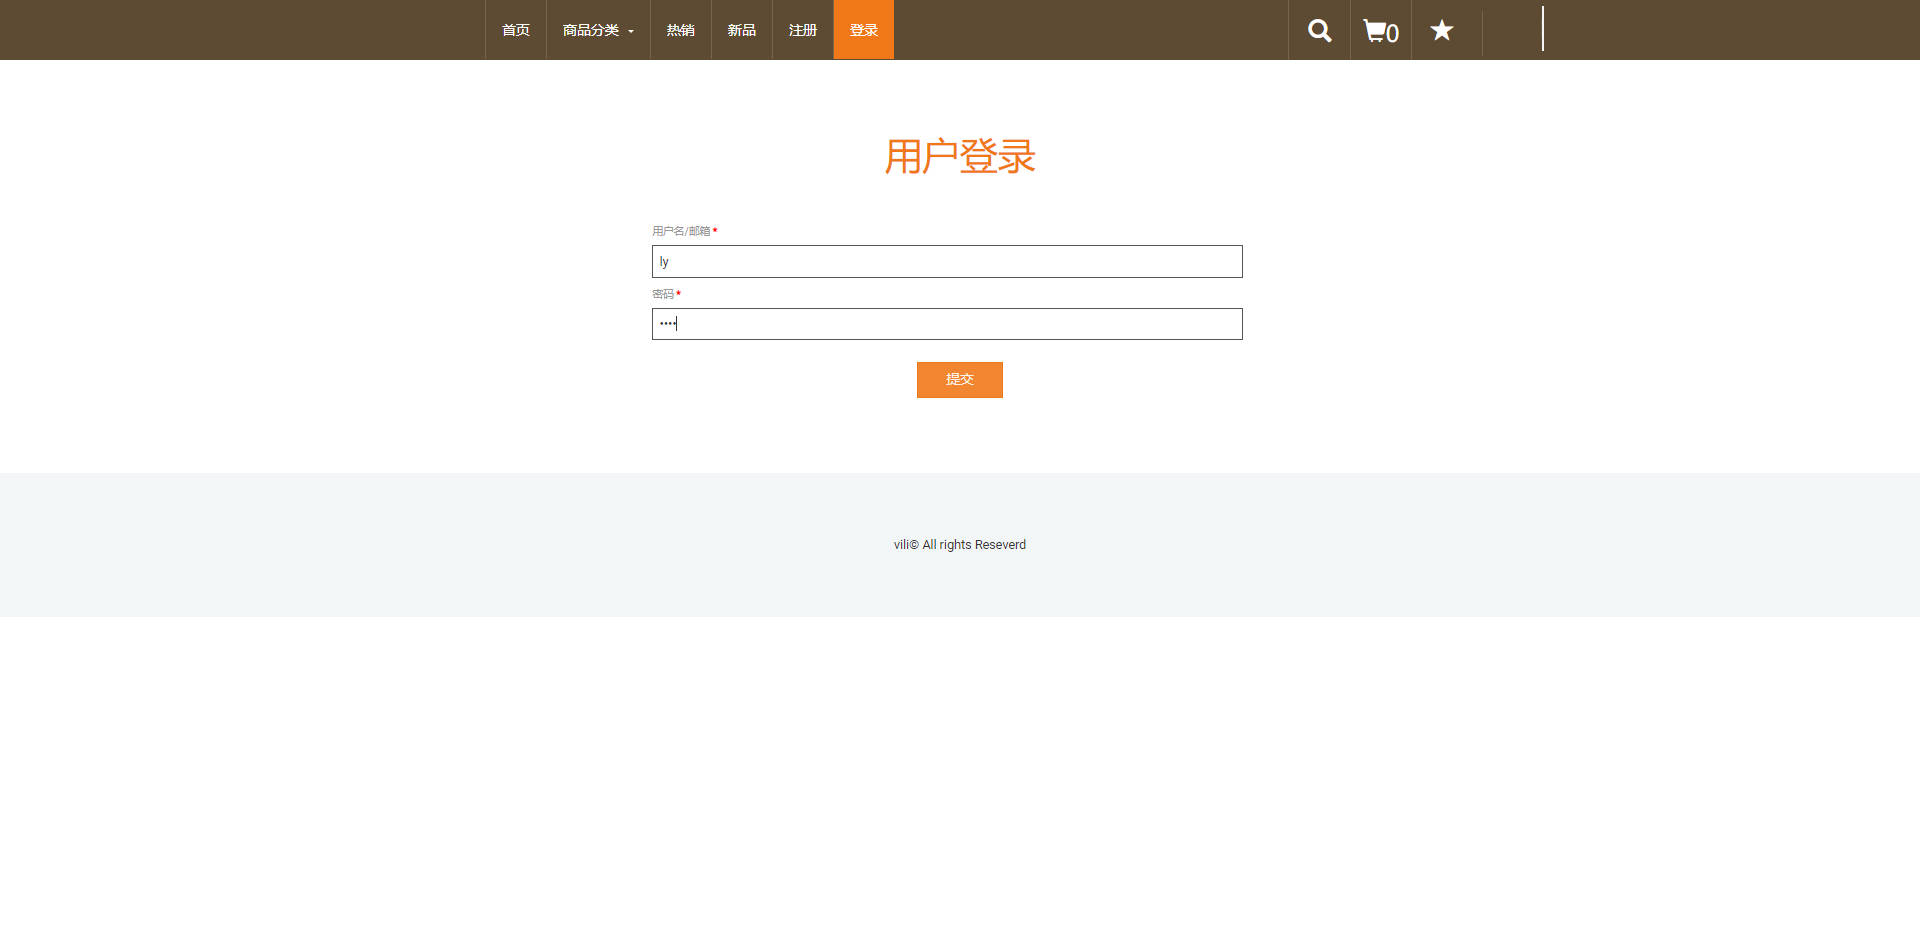 首页 商品分类 热销 新品 注册 登录 0
用户登录
用户名/邮箱*
ly
密码*
••••
提交
vili© All rights Reseverd